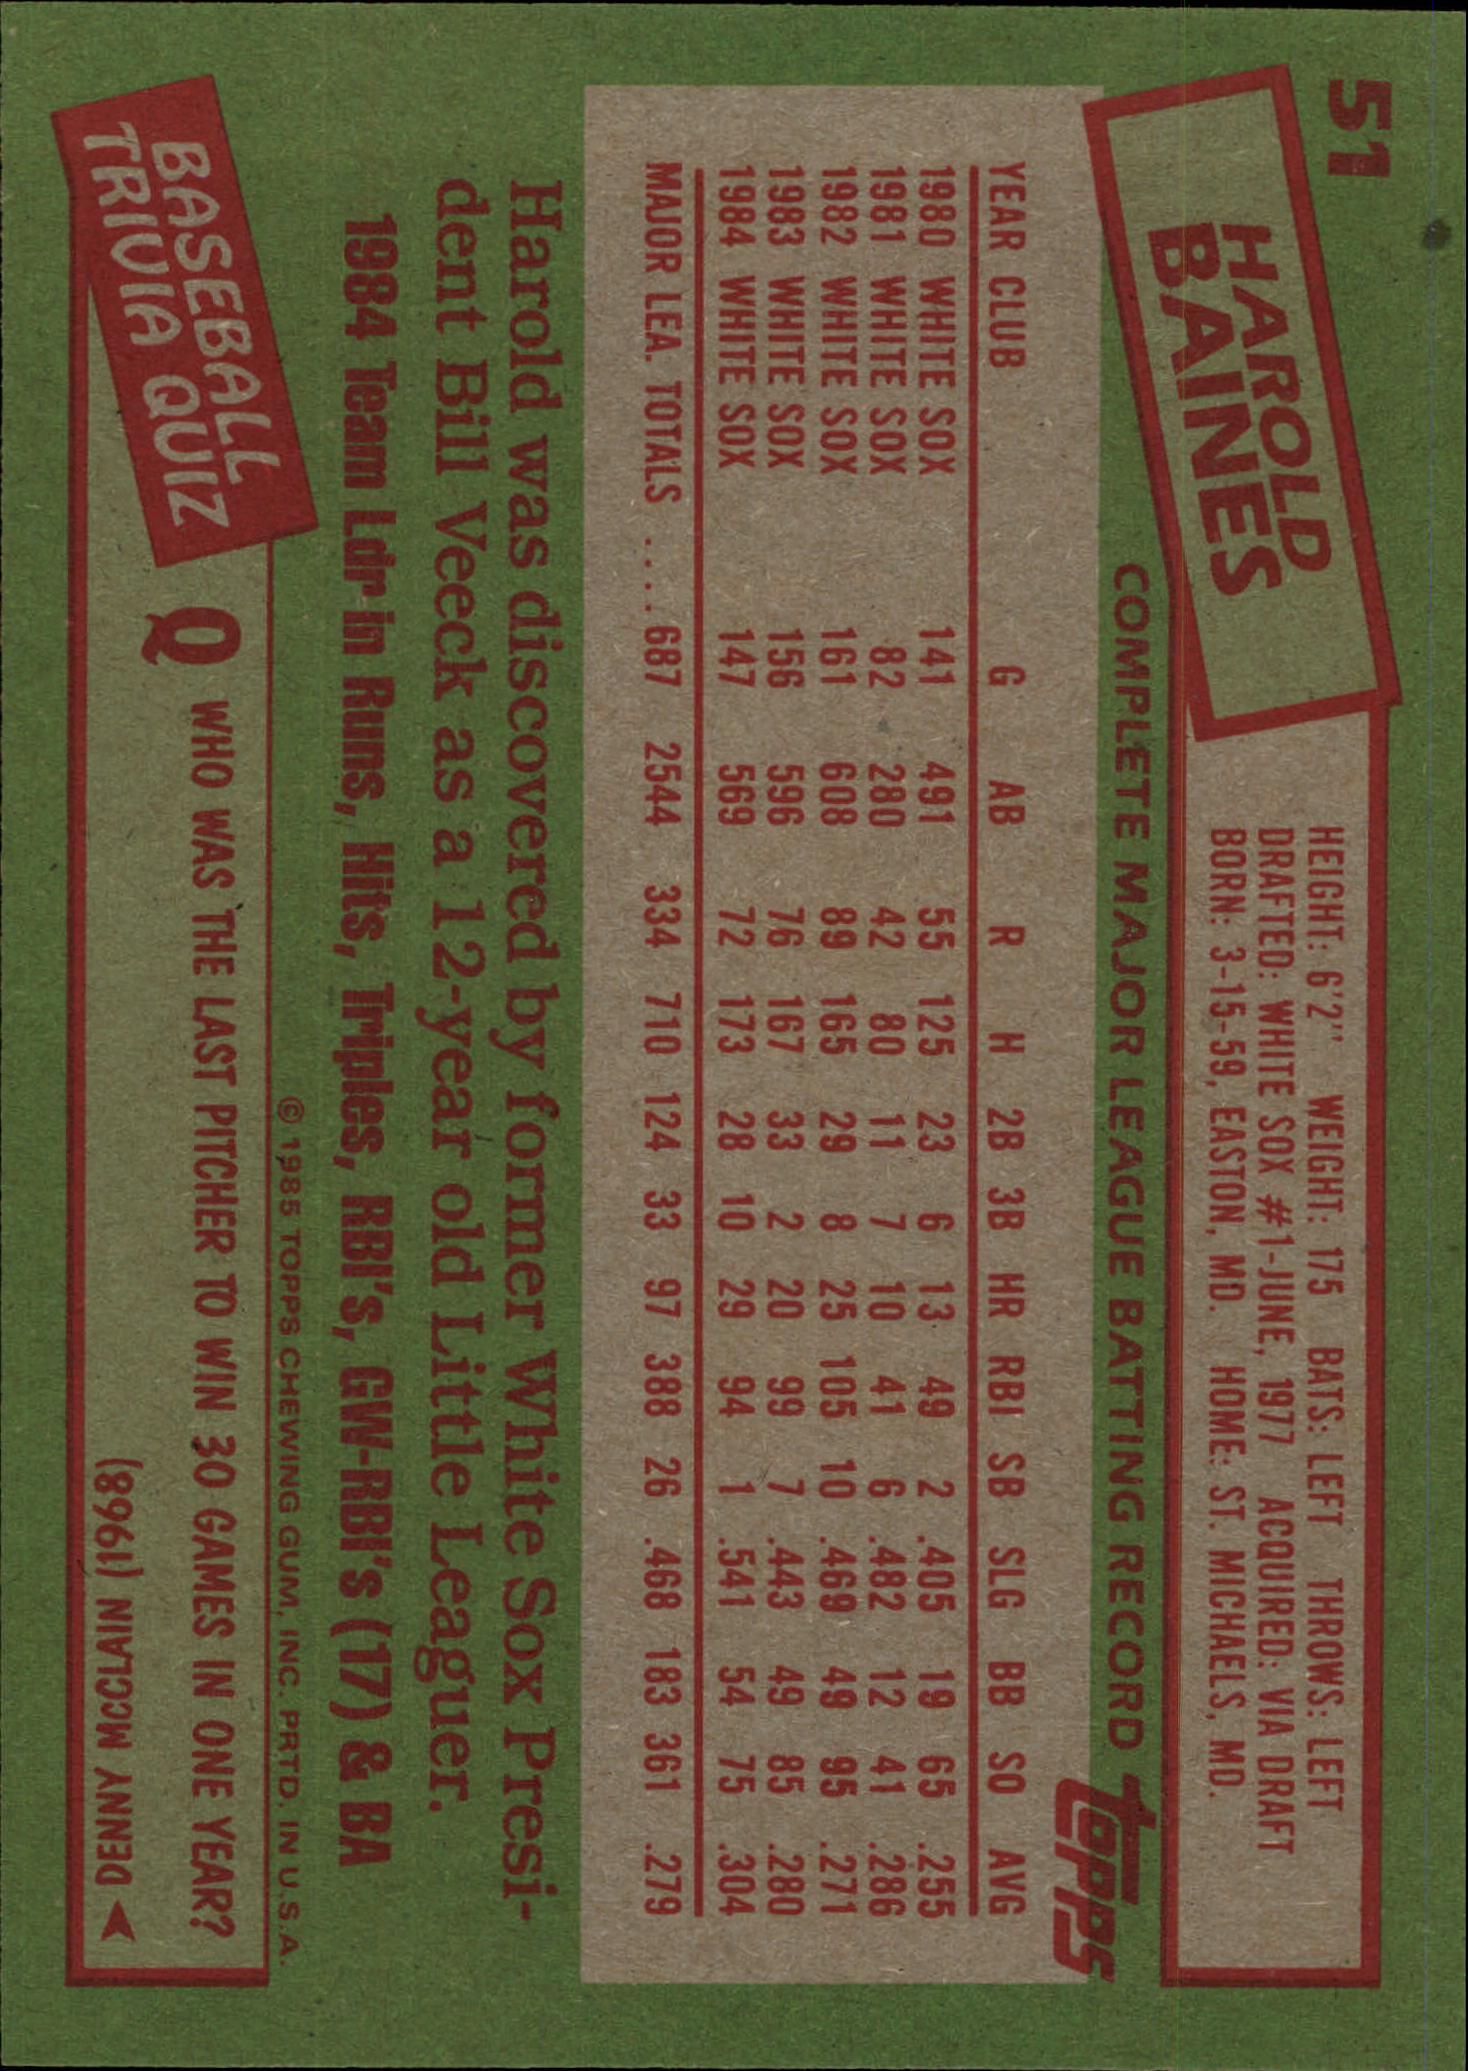 51
HAROLD
BAINES
HEIGHT: 6'2" WEIGHT: 175 BATS: LEFT THROWS: LEFT
DRAFTED: WHITE SOX #1-JUNE, 1977 ACQUIRED: VIA DRAFT
BORN: 3-15-59, EASTON, MD. HOME: ST. MICHAELS, MD.
COMPLETE MAJOR LEAGUE BATTING RECORD
topps
YEAR CLUB G AB R H 2B 3B HR RBI SB SLG BB SO AVG
1980 WHITE SOX 141 491 55 125 23 6 13 49 2 .405 19 65 .255
1981 WHITE SOX 82 280 42 80 11 7 10 41 6 .482 12 41 .286
1982 WHITE SOX 161 608 89 165 29 8 25 105 10 .469 49 95 .271
1983 WHITE SOX 156 596 76 167 33 2 20 99 7 .443 49 85 .280
1984 WHITE SOX 147 569 72 173 28 10 29 94 1 .541 54 75 .304
MAJOR LEA. TOTALS ....687 2544 334 710 124 33 97 388 26 .468 183 361 .279
Harold was discovered by former White Sox Presi-
dent Bill Veeck as a 12-year old Little Leaguer.
1984 Team Ldr in Runs, Hits, Triples, RBI's, GW-RBI's (17) & BA
© 1985 TOPPS CHEWING GUM, INC. PRTD. IN U.S.A.
BASEBALL
TRIVIA QUIZ
Q WHO WAS THE LAST PITCHER TO WIN 30 GAMES IN ONE YEAR?
DENNY MCCLAIN (1968)